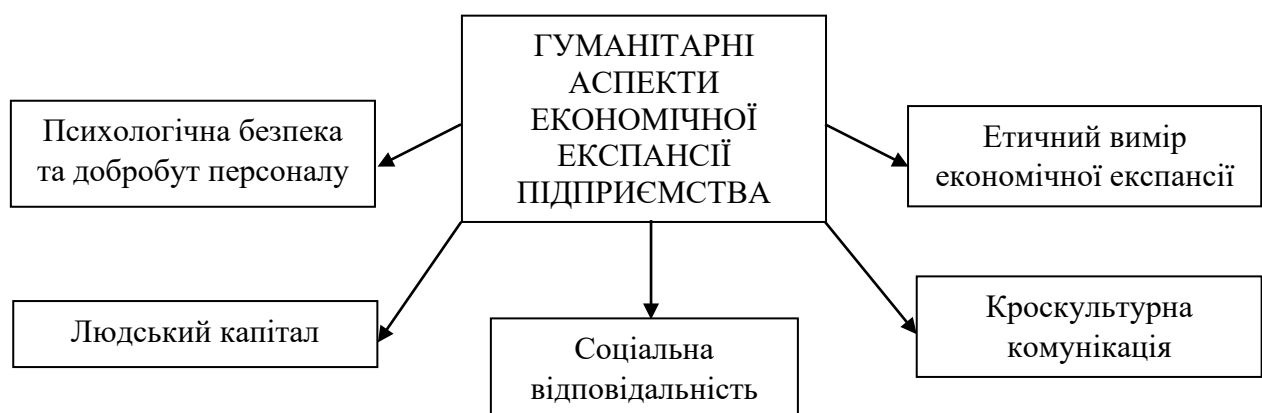 ГУМАНІТАРНІ
АСПЕКТИ
ЕКОНОМІЧНОЇ
ЕКСПАНСІЇ
ПІДПРИЄМСТВА
Психологічна безпека
та добробут персоналу
Етичний вимір
економічної експансії
Людський капітал
Соціальна
відповідальність
Кроскультурна
комунікація